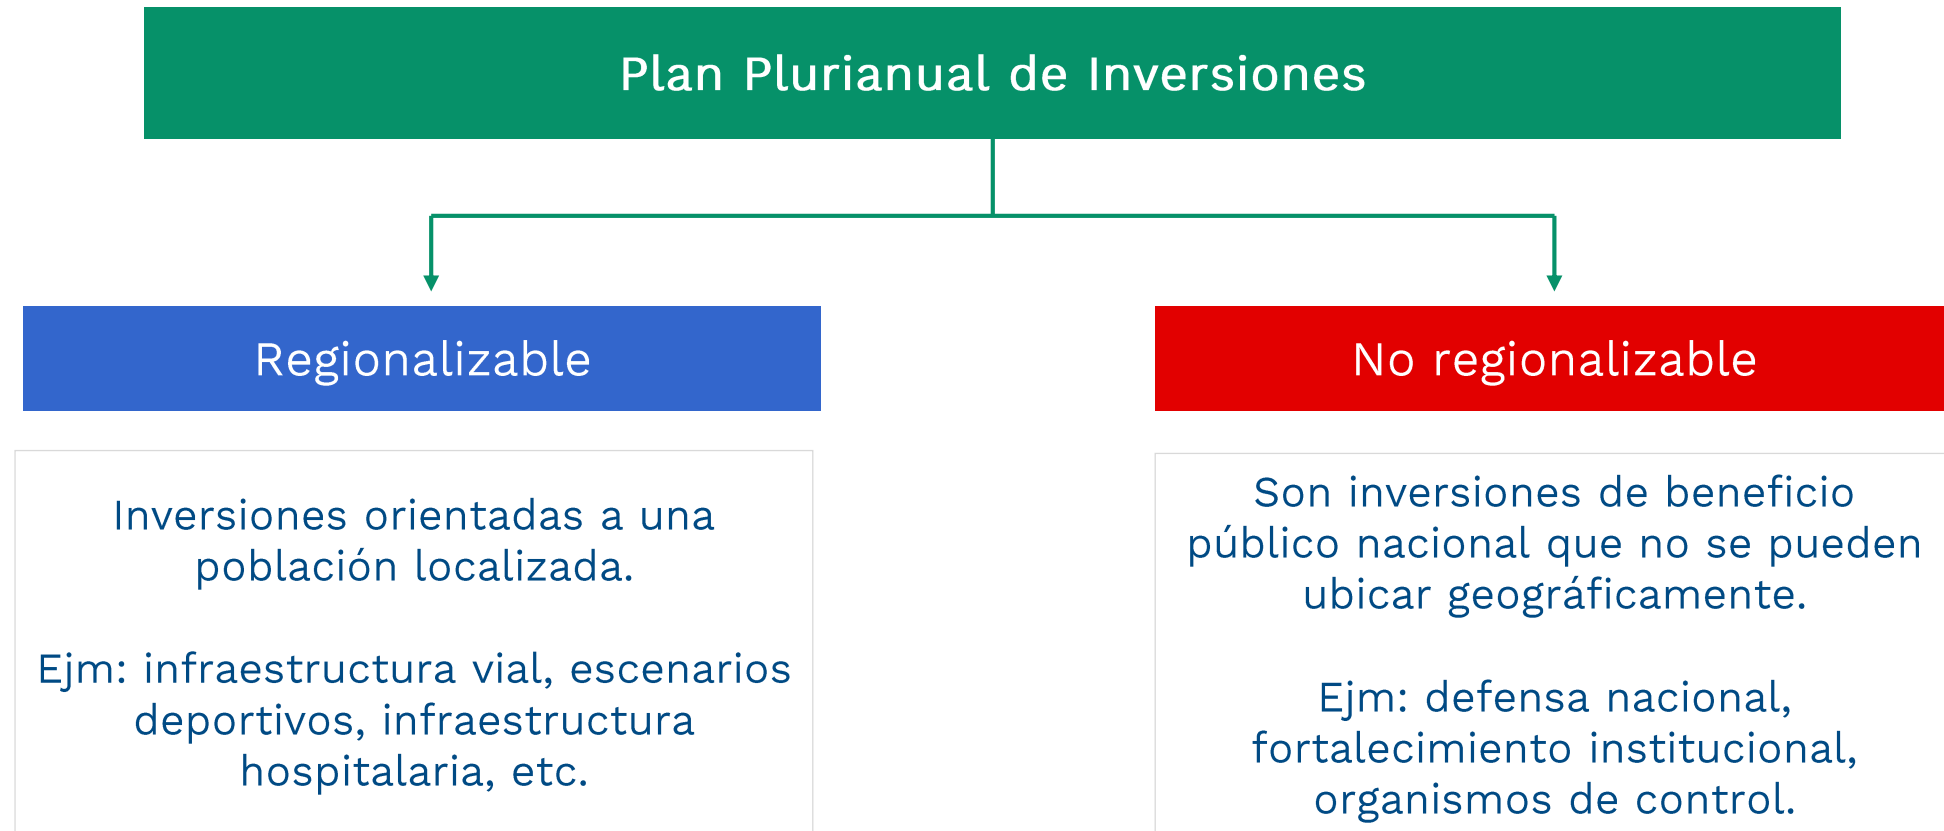 Plan Plurianual de Inversiones
Regionalizable
Inversiones orientadas a una
población localizada.
Ejm: infraestructura vial, escenarios
deportivos, infraestructura
hospitalaria, etc.
No regionalizable
Son inversiones de beneficio
público nacional que no se pueden
ubicar geográficamente.
Ejm: defensa nacional,
fortalecimiento institucional,
organismos de control.